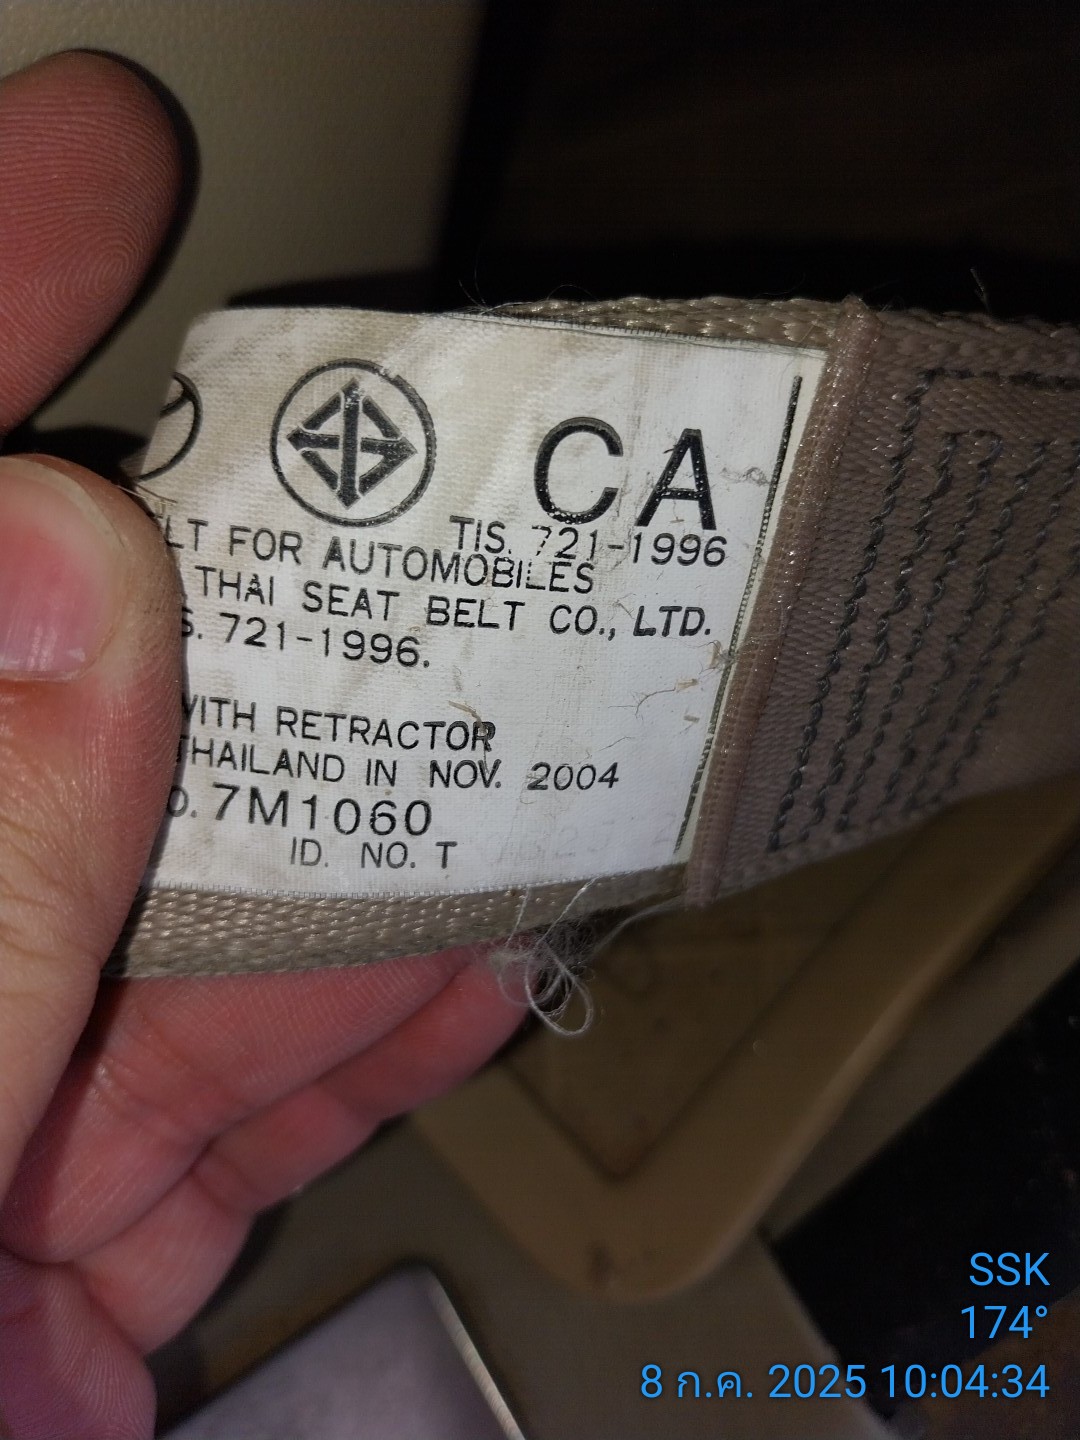 CA
TIS. 721-1996
LT FOR AUTOMOBILES
THAI SEAT BELT CO., LTD.
S. 721-1996.
WITH RETRACTOR
THAILAND IN NOV. 2004
O. 7M1060
ID. NO. T
SSK
174°
8 ก.ค. 2025 10:04:34